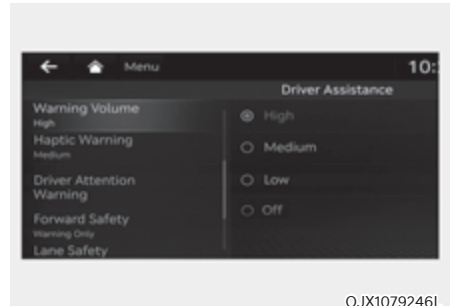 Menu
10:
Driver Assistance
Warning Volume
High
Haptic Warning
Medium
Driver Attention
Warning
Forward Safety
Warning Only
Lane Safety
High
Medium
Low
Off
OJX1079246L